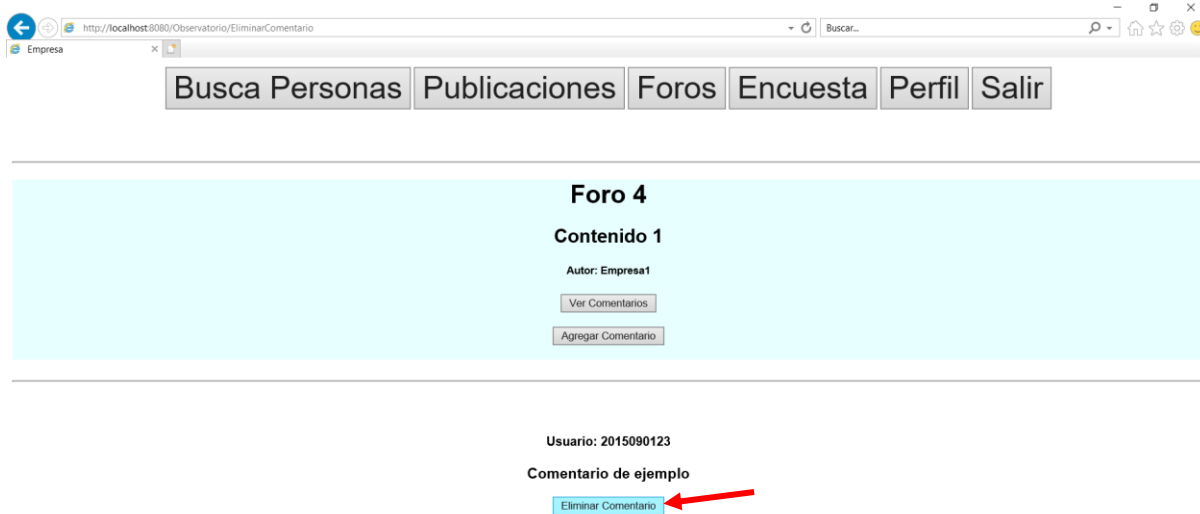 http://localhost:8080/Observatorio/EliminarComentario
Buscar...
Empresa
Busca Personas Publicaciones Foros Encuesta Perfil Salir
Foro 4
Contenido 1
Autor: Empresa1
Ver Comentarios
Agregar Comentario
Usuario: 2015090123
Comentario de ejemplo
Eliminar Comentario